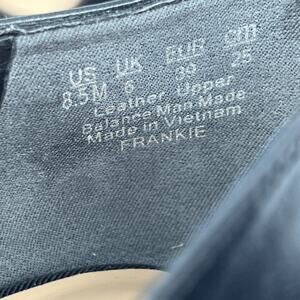 US UK EUR cm
8.5M 6 39 25
Leather Upper
Balance Man Made
Made in Vietnam
FRANKIE